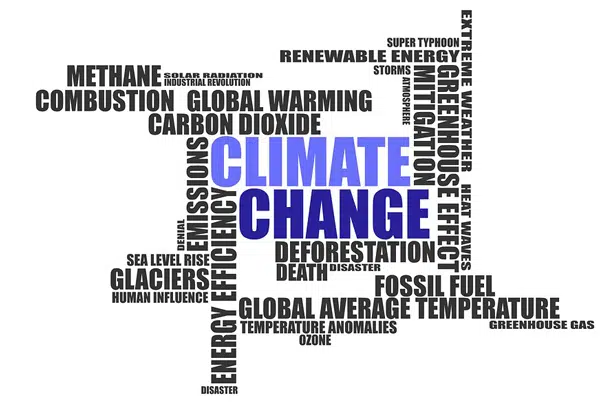 SUPER TYPHOON
RENEWABLE ENERGY
EXTREME WEATHER
METHANE
SOLAR RADIATION
INDUSTRIAL REVOLUTION
STORMS
ATMOSPHERE
MITIGATION
GREENHOUSE EFFECT
COMBUSTION
GLOBAL WARMING
CARBON DIOXIDE
CLIMATE
CHANGE
EMISSIONS
DENIAL
ENERGY EFFICIENCY
HEAT WAVES
DEFORESTATION
SEA LEVEL RISE
DEATH
DISASTER
GLACIERS
FOSSIL FUEL
HUMAN INFLUENCE
GLOBAL AVERAGE TEMPERATURE
TEMPERATURE ANOMALIES
GREENHOUSE GAS
OZONE
DISASTER